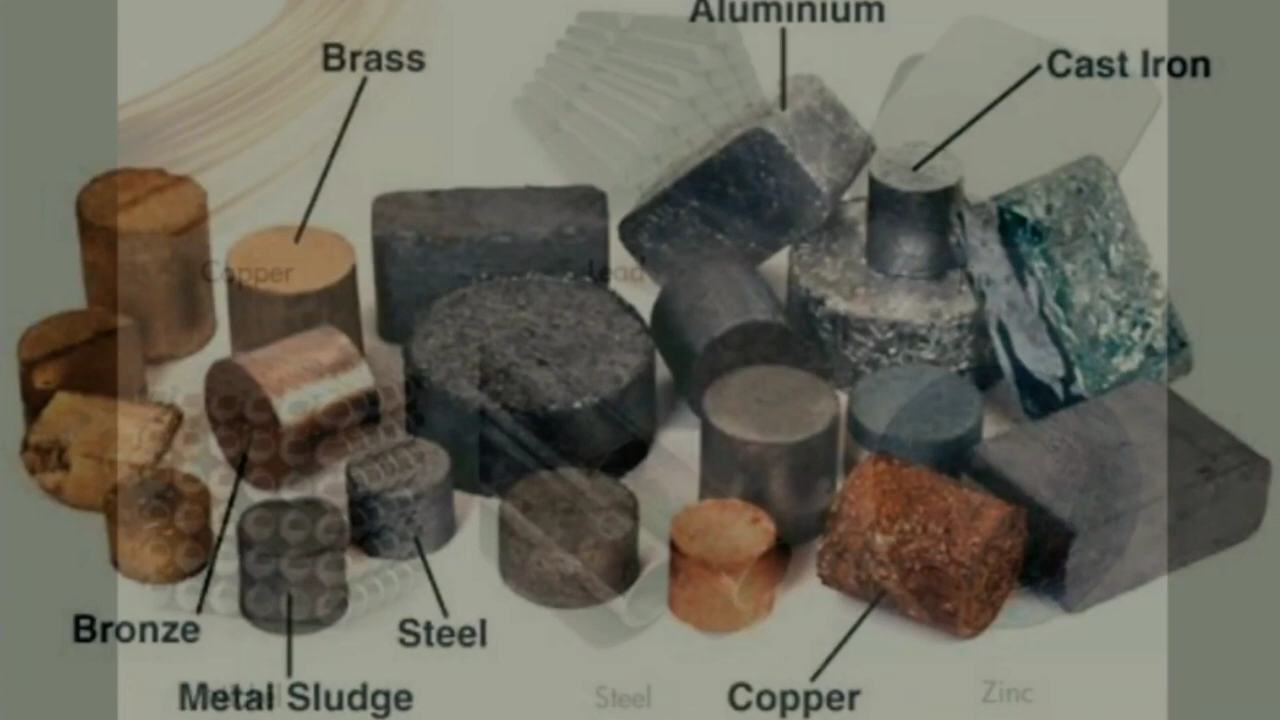 Aluminium
Brass
Cast Iron
Copper
Lead
Bronze
Steel
Metal Sludge
Steel
Copper
Zinc